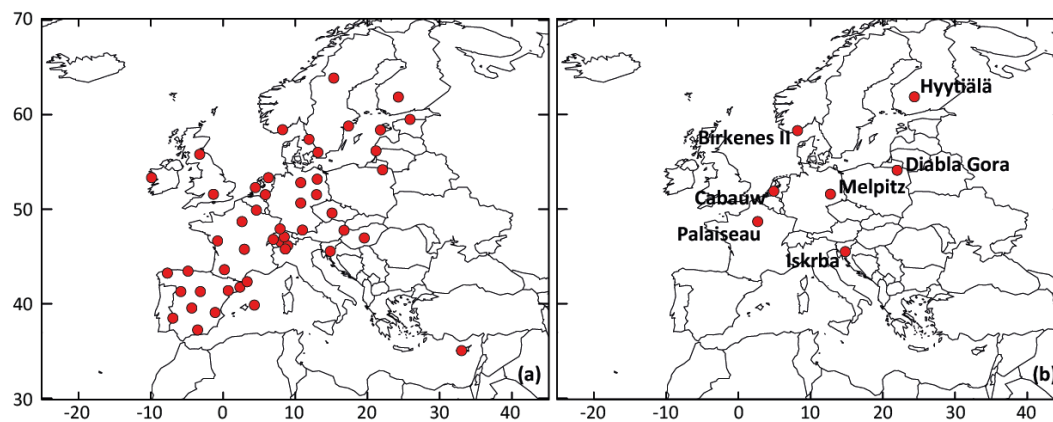 70
60
50
40
30
-20 -10 0 10 20 30 40
(a)
Hyytiälä
Birkenes II
Diabla Gora
Cabauw
Melpitz
Palaiseau
Iskrba
(b)
-20 -10 0 10 20 30 40